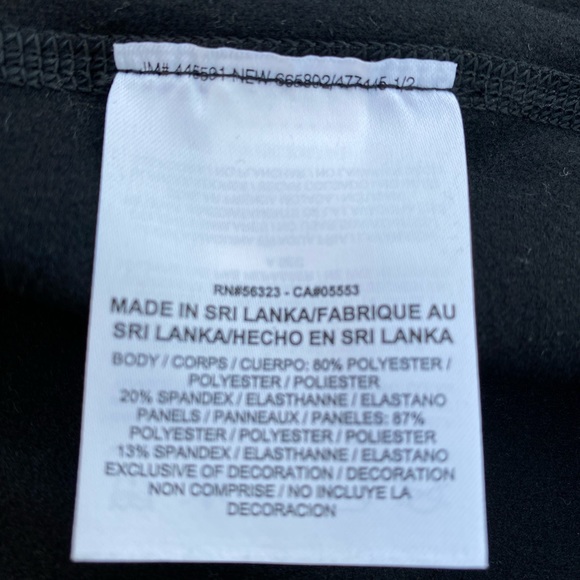 RN#56323 - CA#05553
MADE IN SRI LANKA/FABRIQUE AU
SRI LANKA/HECHO EN SRI LANKA
BODY / CORPS / CUERPO: 80% POLYESTER /
POLYESTER / POLIESTER
20% SPANDEX / ELASTHANNE / ELASTANO
PANELS / PANNEAUX / PANELES: 87%
POLYESTER / POLYESTER / POLIESTER
13% SPANDEX / ELASTHANNE / ELASTANO
EXCLUSIVE OF DECORATION / DECORATION
NON COMPRISE / NO INCLUYE LA
DECORACION